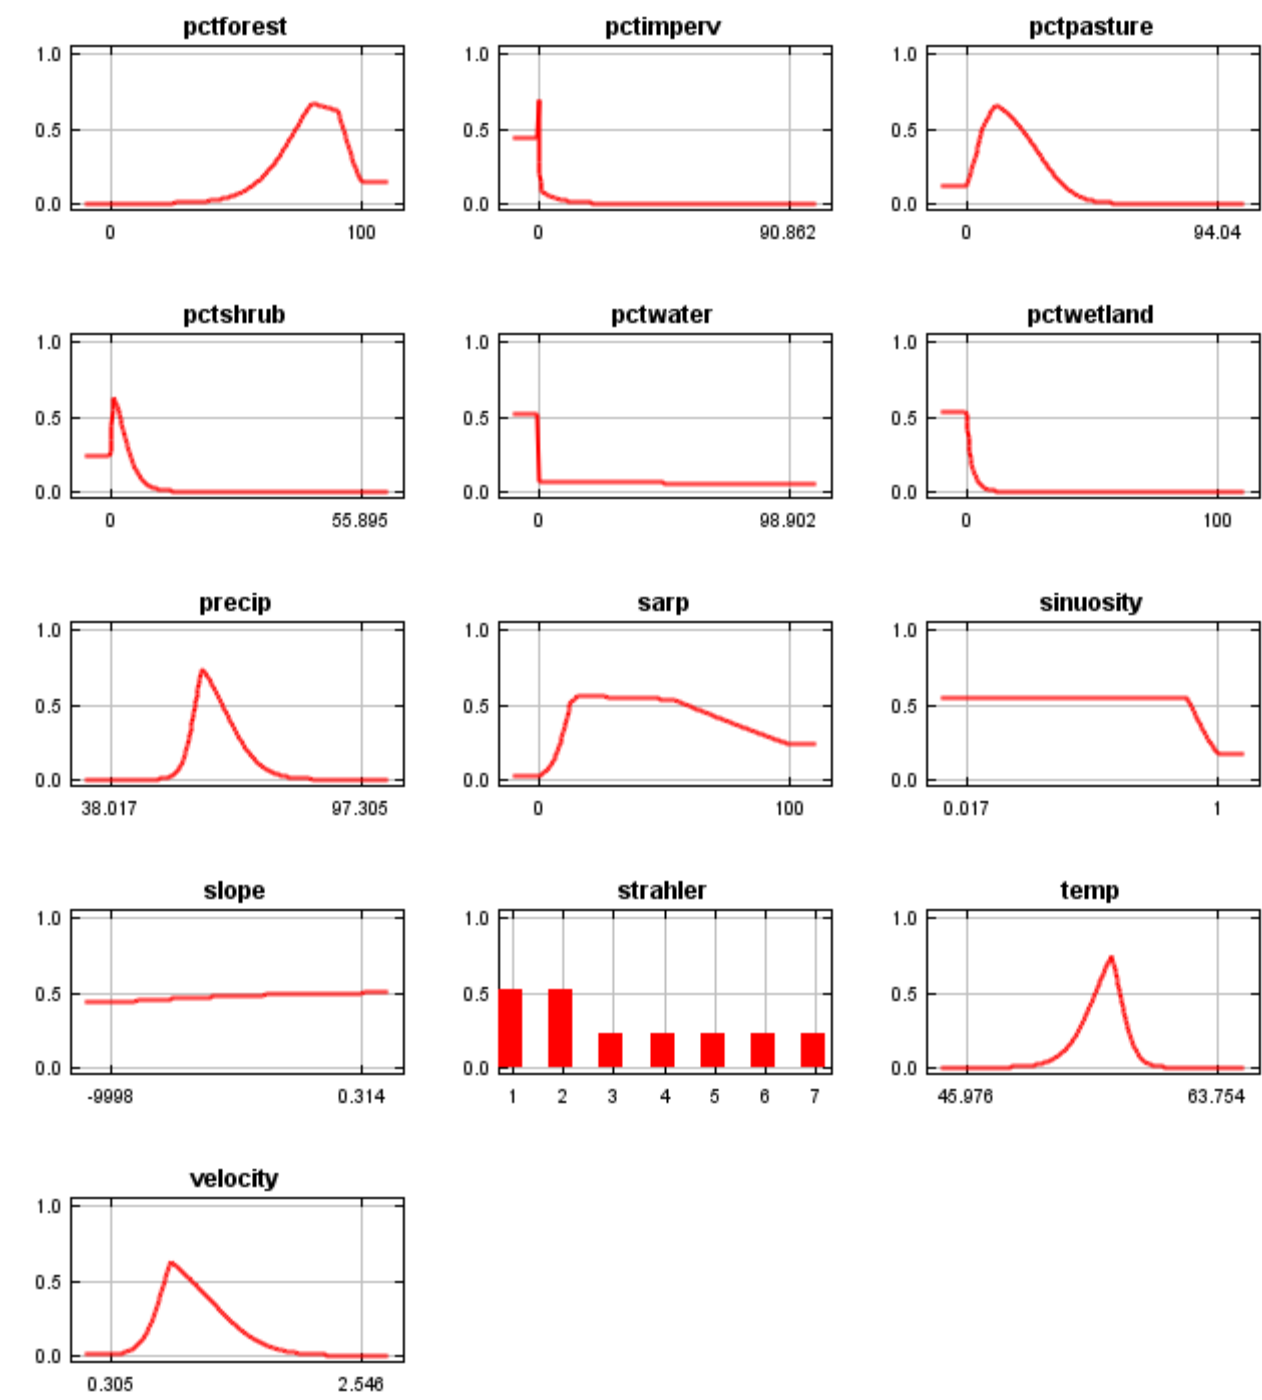 pctforest pctimperv pctpasture
1.0 1.0 1.0
0.5 0.5 0.5
0.0 0.0 0.0
0 100 0 90.862 0 94.04
pctshrub pctwater pctwetland
1.0 1.0 1.0
0.5 0.5 0.5
0.0 0.0 0.0
0 55.895 0 98.902 0 100
precip sarp sinuosity
1.0 1.0 1.0
0.5 0.5 0.5
0.0 0.0 0.0
38.017 97.305 0 100 0.017 1
slope strahler temp
1.0 1.0 1.0
0.5 0.5 0.5
0.0 0.0 0.0
-9998 0.314 1 2 3 4 5 6 7 45.976 63.754
velocity
1.0
0.5
0.0
0.305 2.546